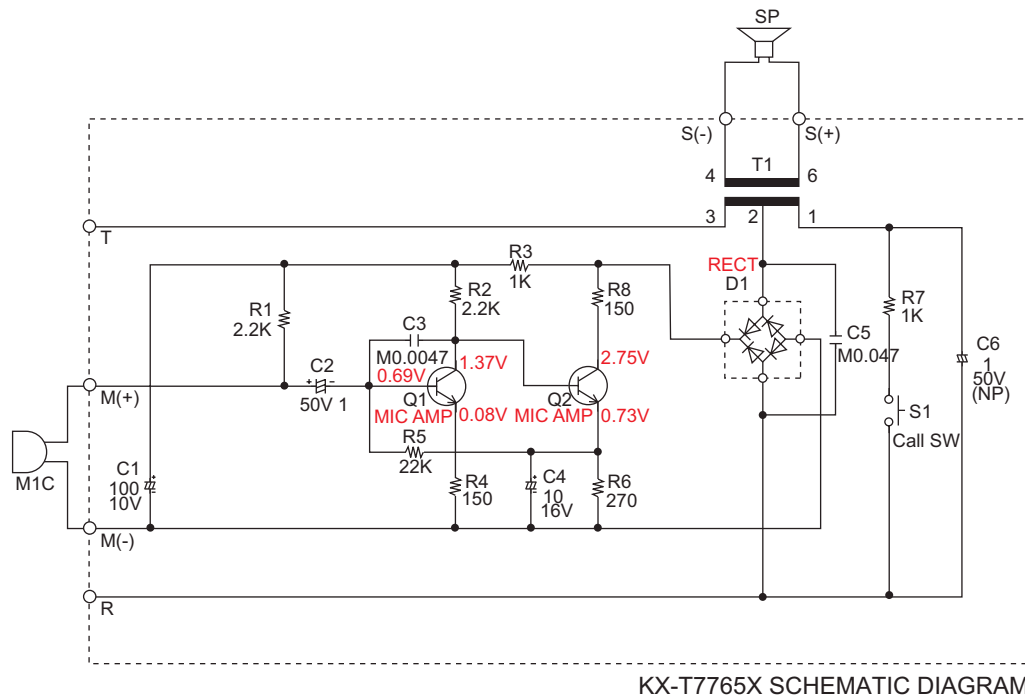 SP
S(-)
S(+)
4
T1
6
3
2
1
T
RECT
D1
R3
1K
R1
2.2K
R2
2.2K
R8
150
R7
1K
C5
M0.047
C6
1
50V
(NP)
C3
M0.0047
0.69V
1.37V
2.75V
C2
+
-
50V 1
M(+)
Q1
Q2
MIC AMP
0.08V
MIC AMP
0.73V
S1
Call SW
R5
22K
M1C
C1
100
10V
R4
150
C4
10
16V
R6
270
M(-)
R
KX-T7765X SCHEMATIC DIAGRAM